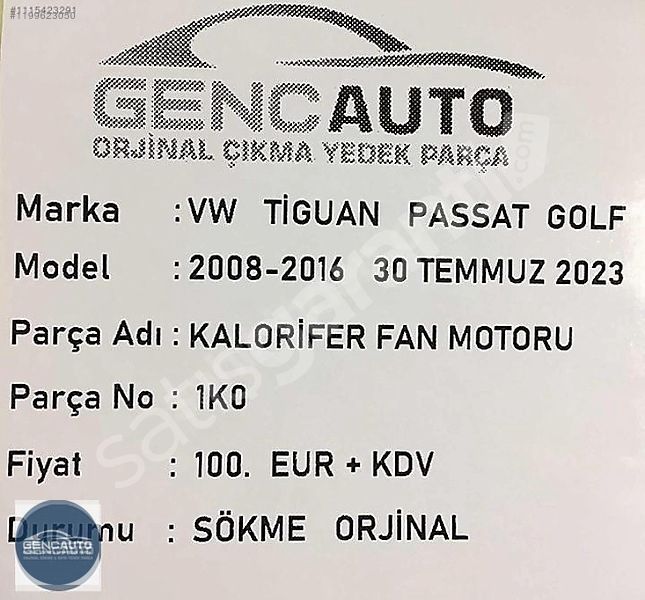 #1115423291
#1199623050
GENCAUTO
ORJİNAL ÇIKMA YEDEK PARÇA
Marka : VW TİGUAN PASSAT GOLF
Model : 2008-2016 30 TEMMUZ 2023
Parça Adı : KALORİFER FAN MOTORU
Parça No : 1K0
Fiyat : 100. EUR + KDV
Durumu : SÖKME ORJİNAL
GENCAUTO